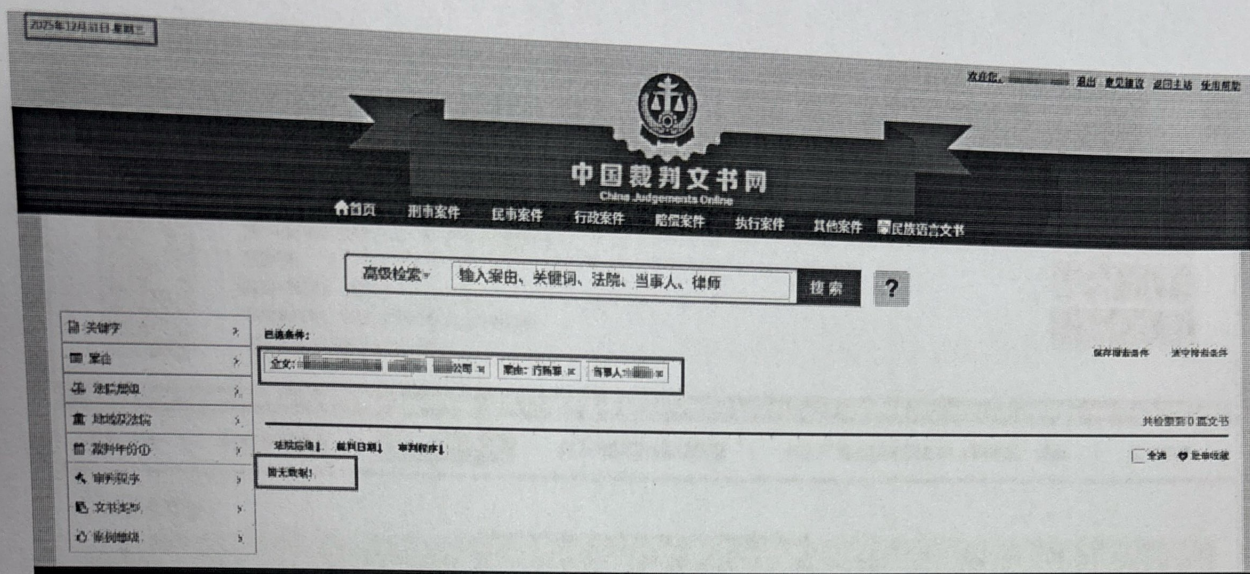 2025年12月31日 星期三
欢迎您， 退出 意见建议 返回主站 使用帮助
中国裁判文书网
China Judgements Online
首页 刑事案件 民事案件 行政案件 赔偿案件 执行案件 其他案件 民族语言文书
高级检索 输入案由、关键词、法院、当事人、律师 搜索 ?
关键字
案由
法院层级
地域及法院
裁判年份
审判程序
文书类型
案例等级
已选条件：
保存搜索条件 清空搜索条件
全文： 公司 案由：行贿罪 当事人：
共检索到 0 篇文书
法院层级 裁判日期 审判程序
全选 批量收藏
暂无数据！